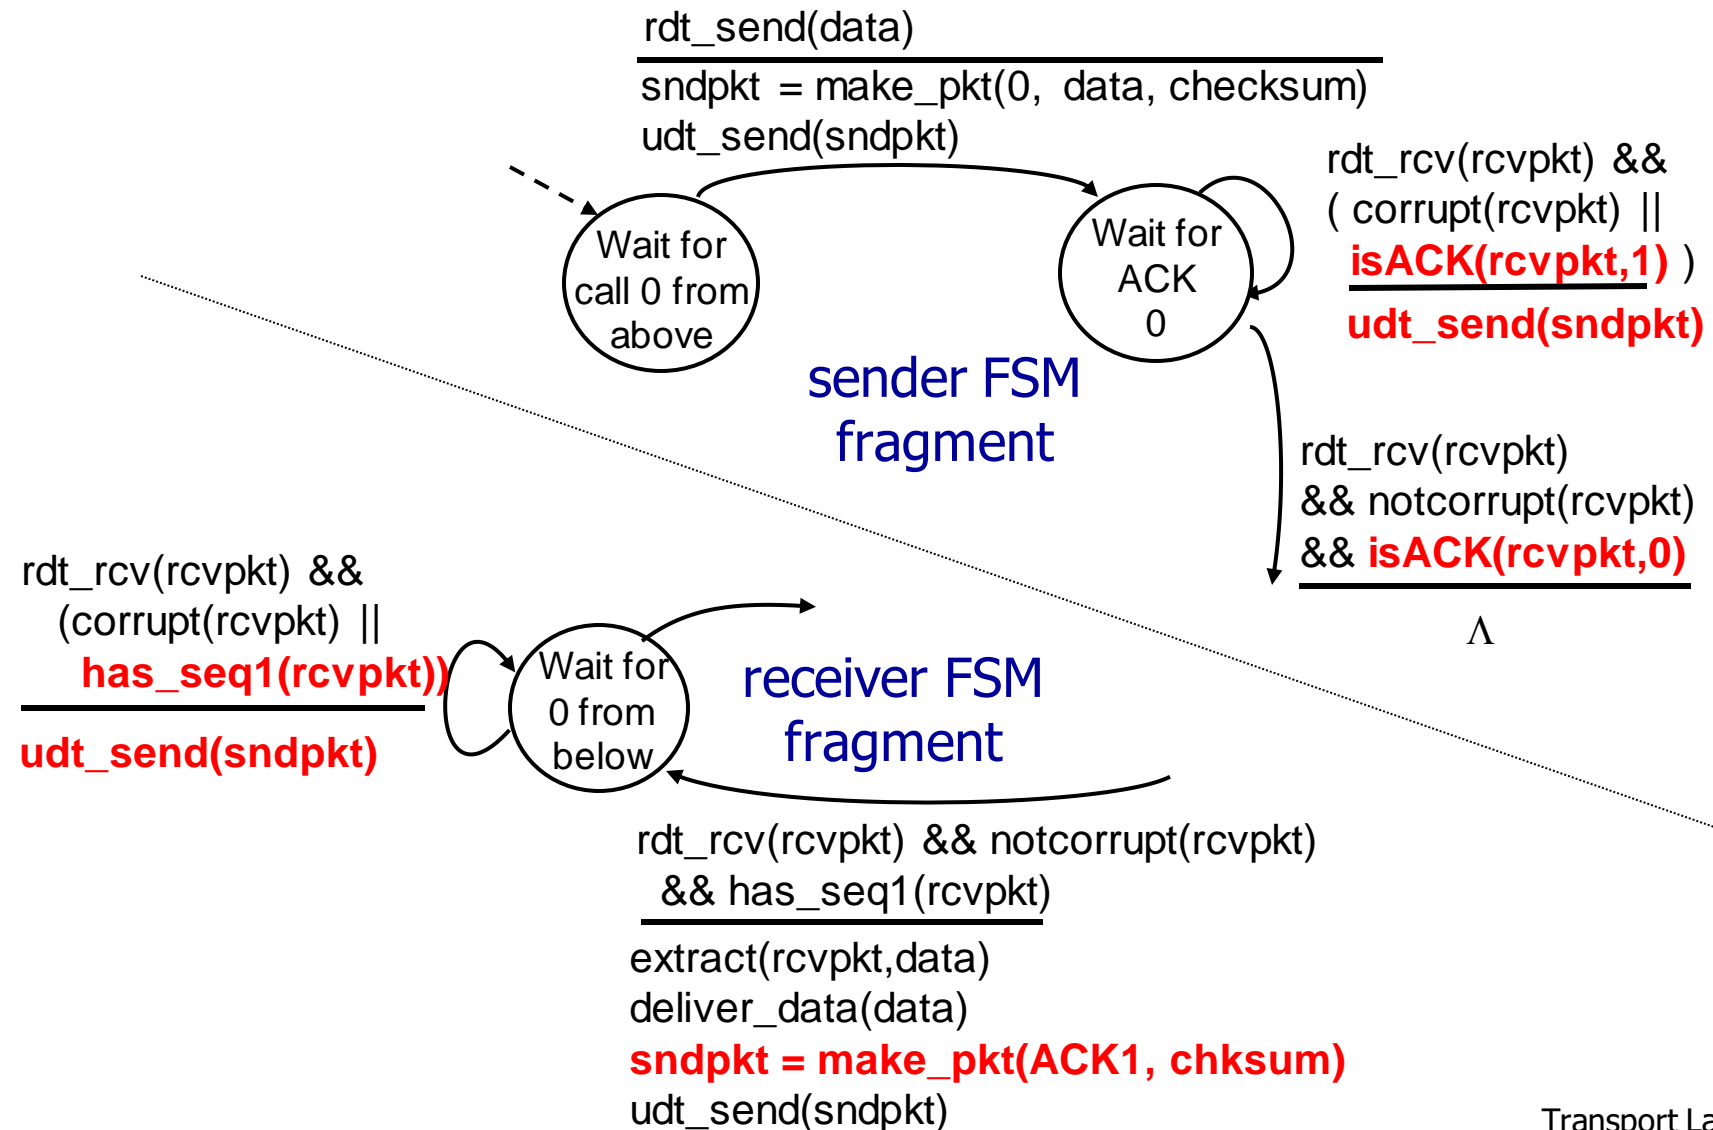 rdt_send(data)
sndpkt = make_pkt(0, data, checksum)
udt_send(sndpkt)
Wait for
call 0 from
above
Wait for
ACK
0
rdt_rcv(rcvpkt) &&
( corrupt(rcvpkt) ||
isACK(rcvpkt,1) )
udt_send(sndpkt)
sender FSM
fragment
rdt_rcv(rcvpkt)
&& notcorrupt(rcvpkt)
&& isACK(rcvpkt,0)
Λ
rdt_rcv(rcvpkt) &&
(corrupt(rcvpkt) ||
has_seq1(rcvpkt))
udt_send(sndpkt)
Wait for
0 from
below
receiver FSM
fragment
rdt_rcv(rcvpkt) && notcorrupt(rcvpkt)
&& has_seq1(rcvpkt)
extract(rcvpkt,data)
deliver_data(data)
sndpkt = make_pkt(ACK1, chksum)
udt_send(sndpkt)
Transport La